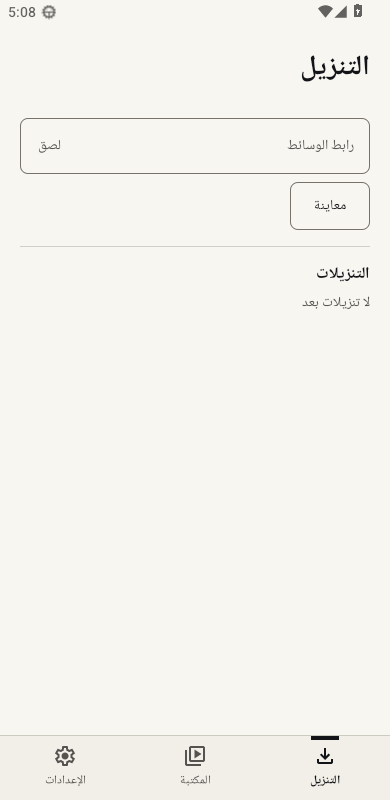 5:08
التنزيل
رابط الوسائط
لصق
معاينة
التنزيلات
لا تنزيلات بعد
التنزيل
المكتبة
الإعدادات